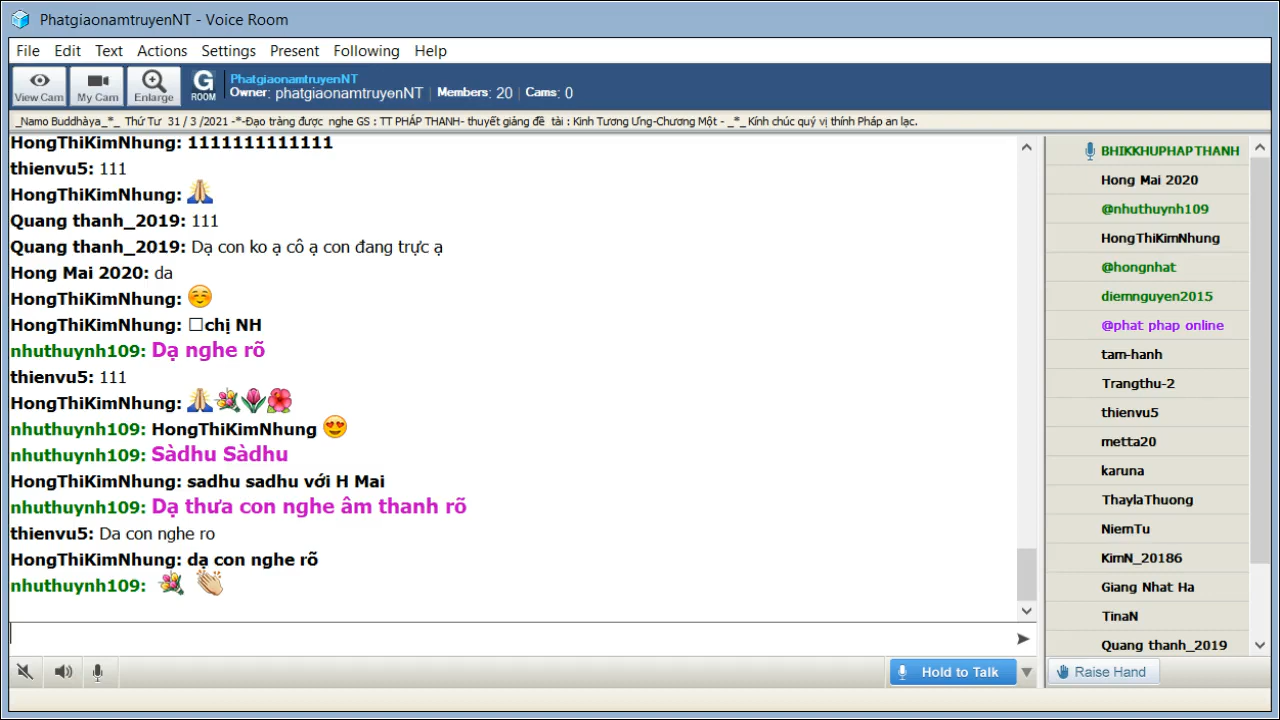 PhatgiaonamtruyenNT - Voice Room
File Edit Text Actions Settings Present Following Help
View Cam My Cam Enlarge G ROOM
PhatgiaonamtruyenNT
Owner: phatgiaonamtruyenNT | Members: 20 | Cams: 0
_Namo Buddhàya_*_ Thứ Tư 31 / 3 /2021 -*-Đạo tràng được nghe GS : TT PHÁP THANH- thuyết giảng đề tài : Kinh Tương Ưng-Chương Một - _*_ Kính chúc quý vị thính Pháp an lạc.
HongThiKimNhung: 1111111111111
thienvu5: 111
HongThiKimNhung: 🙏
Quang thanh_2019: 111
Quang thanh_2019: Dạ con ko ạ cô ạ con đang trực ạ
Hong Mai 2020: da
HongThiKimNhung: ☺️
HongThiKimNhung: □chị NH
nhuthuynh109: Dạ nghe rõ
thienvu5: 111
HongThiKimNhung: 🙏💐🌷🌺
nhuthuynh109: HongThiKimNhung 😍
nhuthuynh109: Sàdhu Sàdhu
HongThiKimNhung: sadhu sadhu với H Mai
nhuthuynh109: Dạ thưa con nghe âm thanh rõ
thienvu5: Da con nghe ro
HongThiKimNhung: dạ con nghe rõ
nhuthuynh109: 💐 👏
Hold to Talk
BHIKKHUPHAPTHANH
Hong Mai 2020
@nhuthuynh109
HongThiKimNhung
@hongnhat
diemnguyen2015
@phat phap online
tam-hanh
Trangthu-2
thienvu5
metta20
karuna
ThaylaThuong
NiemTu
KimN_20186
Giang Nhat Ha
TinaN
Quang thanh_2019
Raise Hand